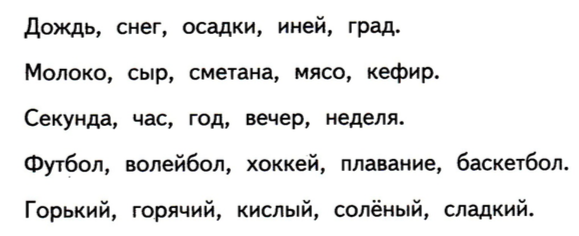 Дождь, снег, осадки, иней, град.
Молоко, сыр, сметана, мясо, кефир.
Секунда, час, год, вечер, неделя.
Футбол, волейбол, хоккей, плавание, баскетбол.
Горький, горячий, кислый, солёный, сладкий.